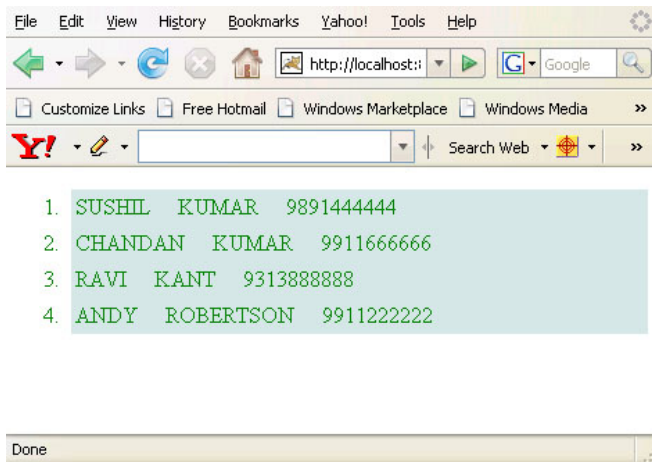 File Edit View History Bookmarks Yahoo! Tools Help
http://localhost: G Google
Customize Links Free Hotmail Windows Marketplace Windows Media »
Y! Search Web »
1. SUSHIL KUMAR 9891444444
2. CHANDAN KUMAR 9911666666
3. RAVI KANT 9313888888
4. ANDY ROBERTSON 9911222222
Done